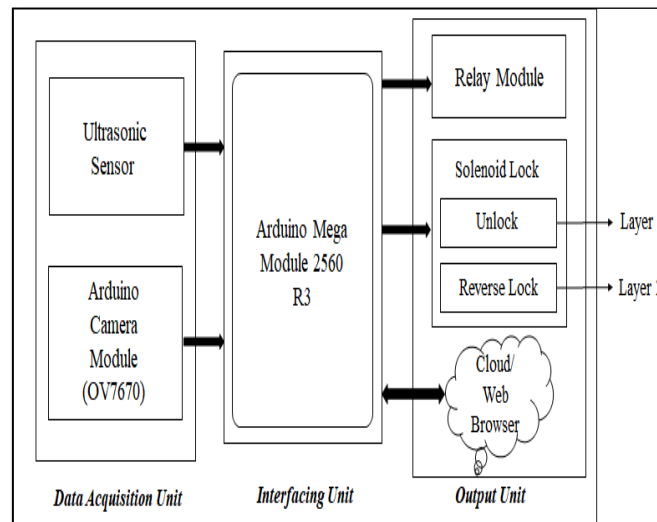 Ultrasonic
Sensor
Arduino
Camera
Module
(OV7670)
Data Acquisition Unit
Arduino Mega
Module 2560
R3
Interfacing Unit
Relay Module
Solenoid Lock
Unlock
Layer
Reverse Lock
Layer
Cloud/
Web
Browser
Output Unit